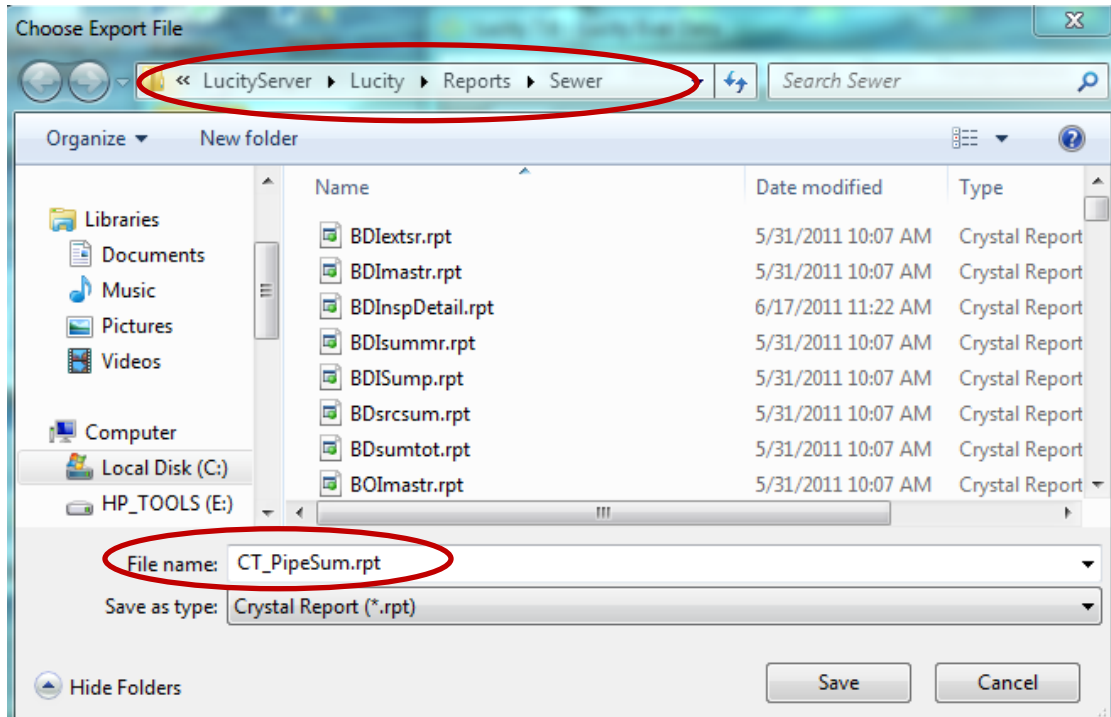 Choose Export File
« LucityServer ▸ Lucity ▸ Reports ▸ Sewer
Search Sewer
Organize
New folder
Name
Date modified
Type
Libraries
Documents
Music
Pictures
Videos
Computer
Local Disk (C:)
HP_TOOLS (E:)
BDIextsr.rpt 5/31/2011 10:07 AM Crystal Report
BDImastr.rpt 5/31/2011 10:07 AM Crystal Report
BDInspDetail.rpt 6/17/2011 11:22 AM Crystal Report
BDIsummr.rpt 5/31/2011 10:07 AM Crystal Report
BDISump.rpt 5/31/2011 10:07 AM Crystal Report
BDsrcsum.rpt 5/31/2011 10:07 AM Crystal Report
BDsumtot.rpt 5/31/2011 10:07 AM Crystal Report
BOImastr.rpt 5/31/2011 10:07 AM Crystal Report
File name: CT_PipeSum.rpt
Save as type: Crystal Report (*.rpt)
Hide Folders
Save
Cancel